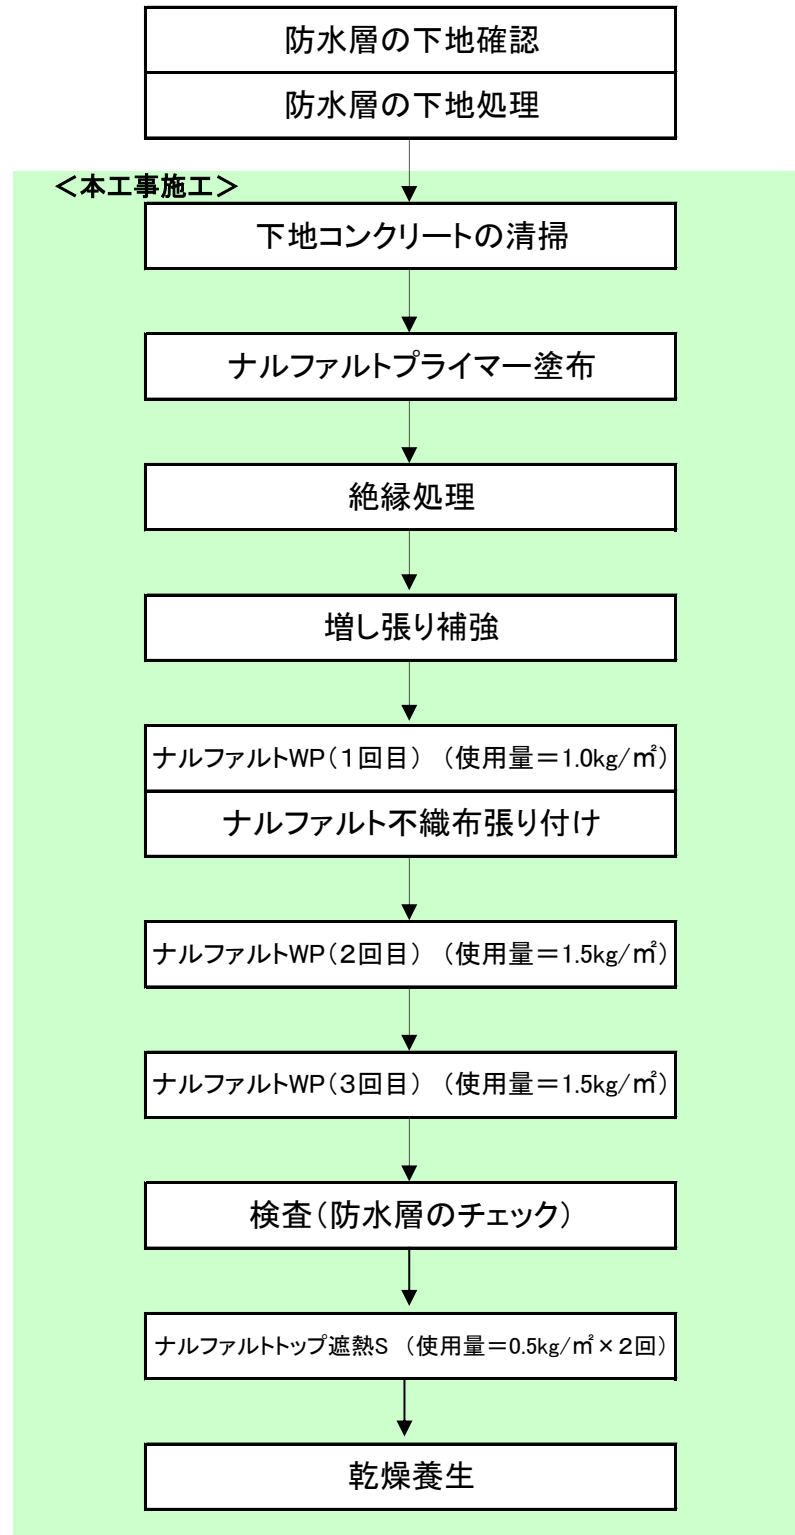 防水層の下地確認
防水層の下地処理
＜本工事施工＞
下地コンクリートの清掃
ナルファルトプライマー塗布
絶縁処理
増し張り補強
ナルファルトWP（１回目）　（使用量＝1.0kg/㎡）
ナルファルト不織布張り付け
ナルファルトWP（２回目）　（使用量＝1.5kg/㎡）
ナルファルトWP（３回目）　（使用量＝1.5kg/㎡）
検査（防水層のチェック）
ナルファルトトップ遮熱S　（使用量＝0.5kg/㎡×２回）
乾燥養生